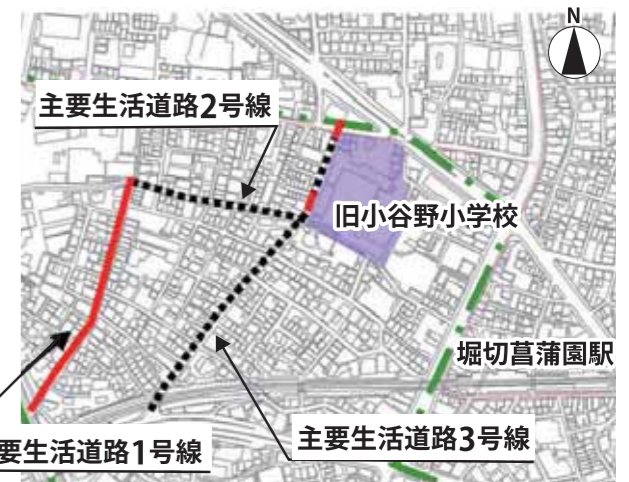 N
主要生活道路2号線
旧小谷野小学校
堀切菖蒲園駅
要生活道路1号線
主要生活道路3号線